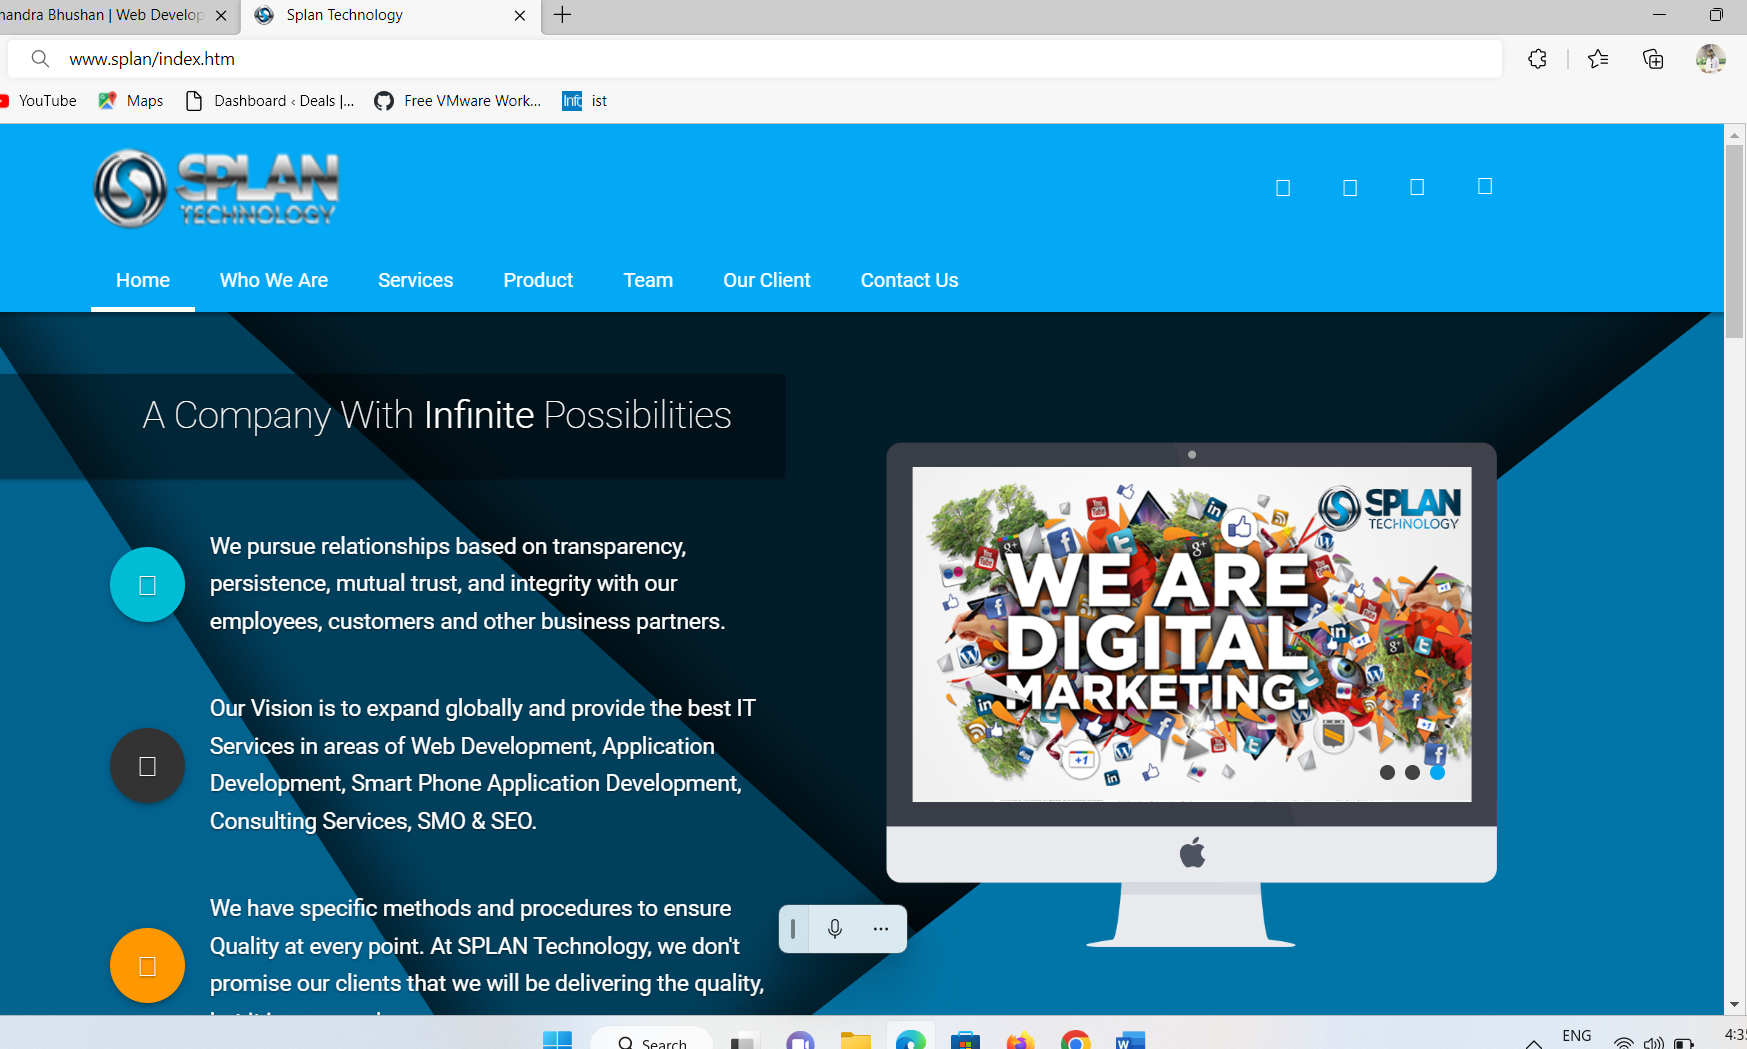 handra Bhushan | Web Develop
Splan Technology
www.splan/index.htm
YouTube
Maps
Dashboard ‹ Deals |...
Free VMware Work...
Info
ist
SPLAN
TECHNOLOGY
Home
Who We Are
Services
Product
Team
Our Client
Contact Us
A Company With Infinite Possibilities
We pursue relationships based on transparency,
persistence, mutual trust, and integrity with our
employees, customers and other business partners.
Our Vision is to expand globally and provide the best IT
Services in areas of Web Development, Application
Development, Smart Phone Application Development,
Consulting Services, SMO & SEO.
We have specific methods and procedures to ensure
Quality at every point. At SPLAN Technology, we don't
promise our clients that we will be delivering the quality,
SPLAN
TECHNOLOGY
WE ARE
DIGITAL
MARKETING.
Search
ENG
4:35